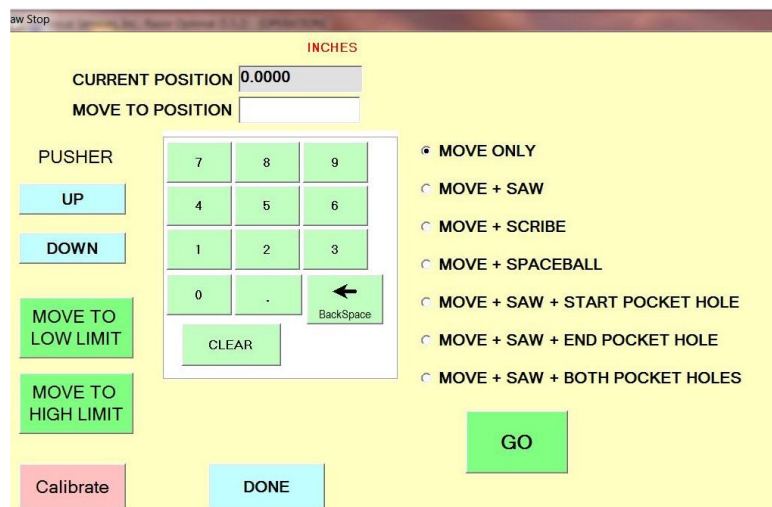 aw Stop
INCHES
CURRENT POSITION 0.0000
MOVE TO POSITION
PUSHER
UP
DOWN
MOVE TO
LOW LIMIT
MOVE TO
HIGH LIMIT
Calibrate
7 8 9
4 5 6
1 2 3
0 .
BackSpace
CLEAR
DONE
MOVE ONLY
MOVE + SAW
MOVE + SCRIBE
MOVE + SPACEBALL
MOVE + SAW + START POCKET HOLE
MOVE + SAW + END POCKET HOLE
MOVE + SAW + BOTH POCKET HOLES
GO